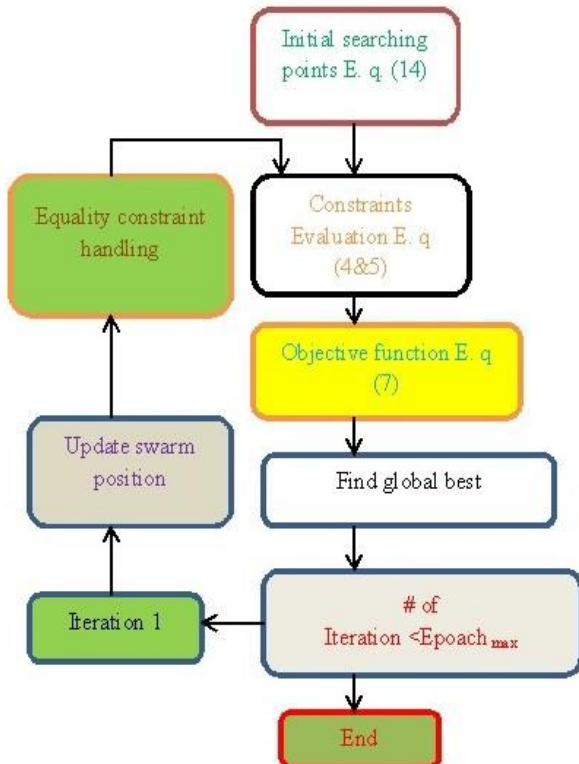 Initial searching
points E. q. (14)
Equality constraint
handling
Constraints
Evaluation E. q
(4&5)
Objective function E. q
(7)
Update swarm
position
Find global best
Iteration 1
# of
Iteration <Epoach max
End